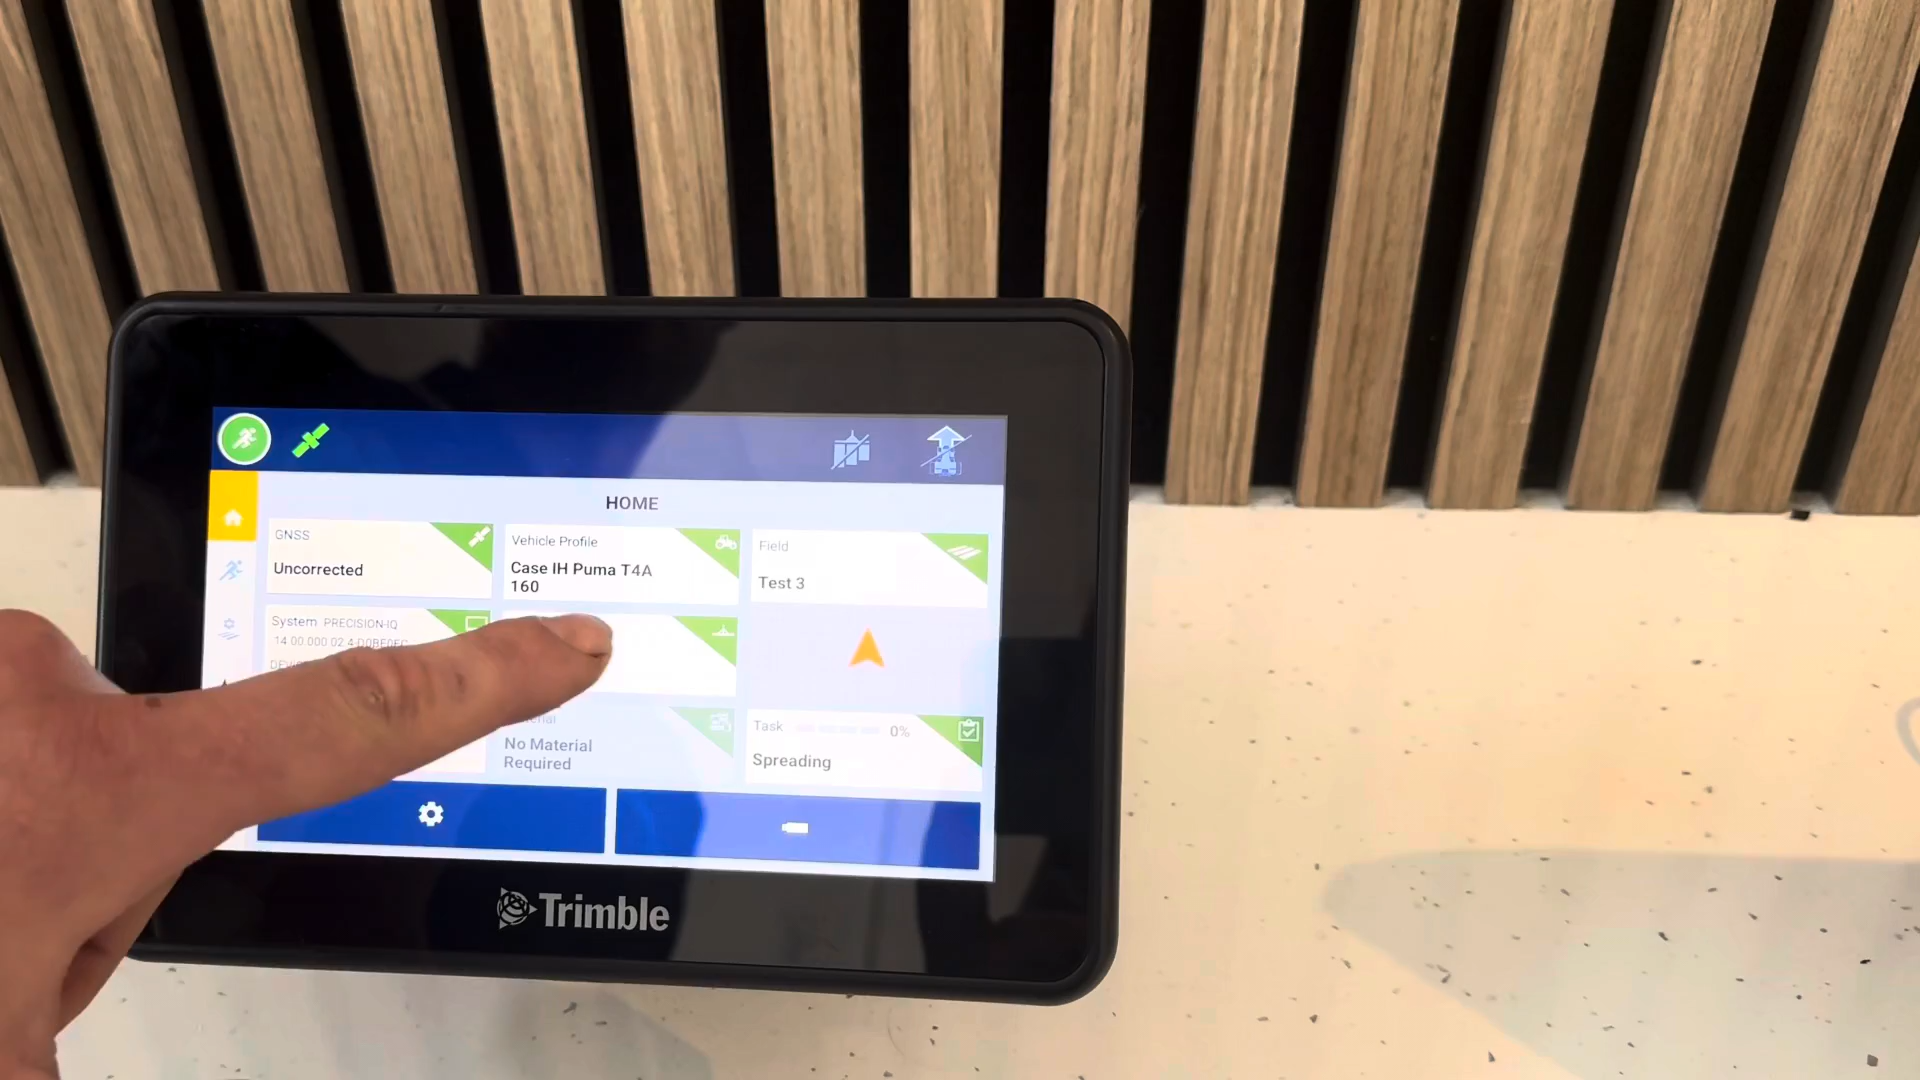 HOME
GNSS
Uncorrected
Vehicle Profile
Case IH Puma T4A
160
Field
Test 3
System PRECISION-IQ
No Material
Required
Task 0%
Spreading
Trimble